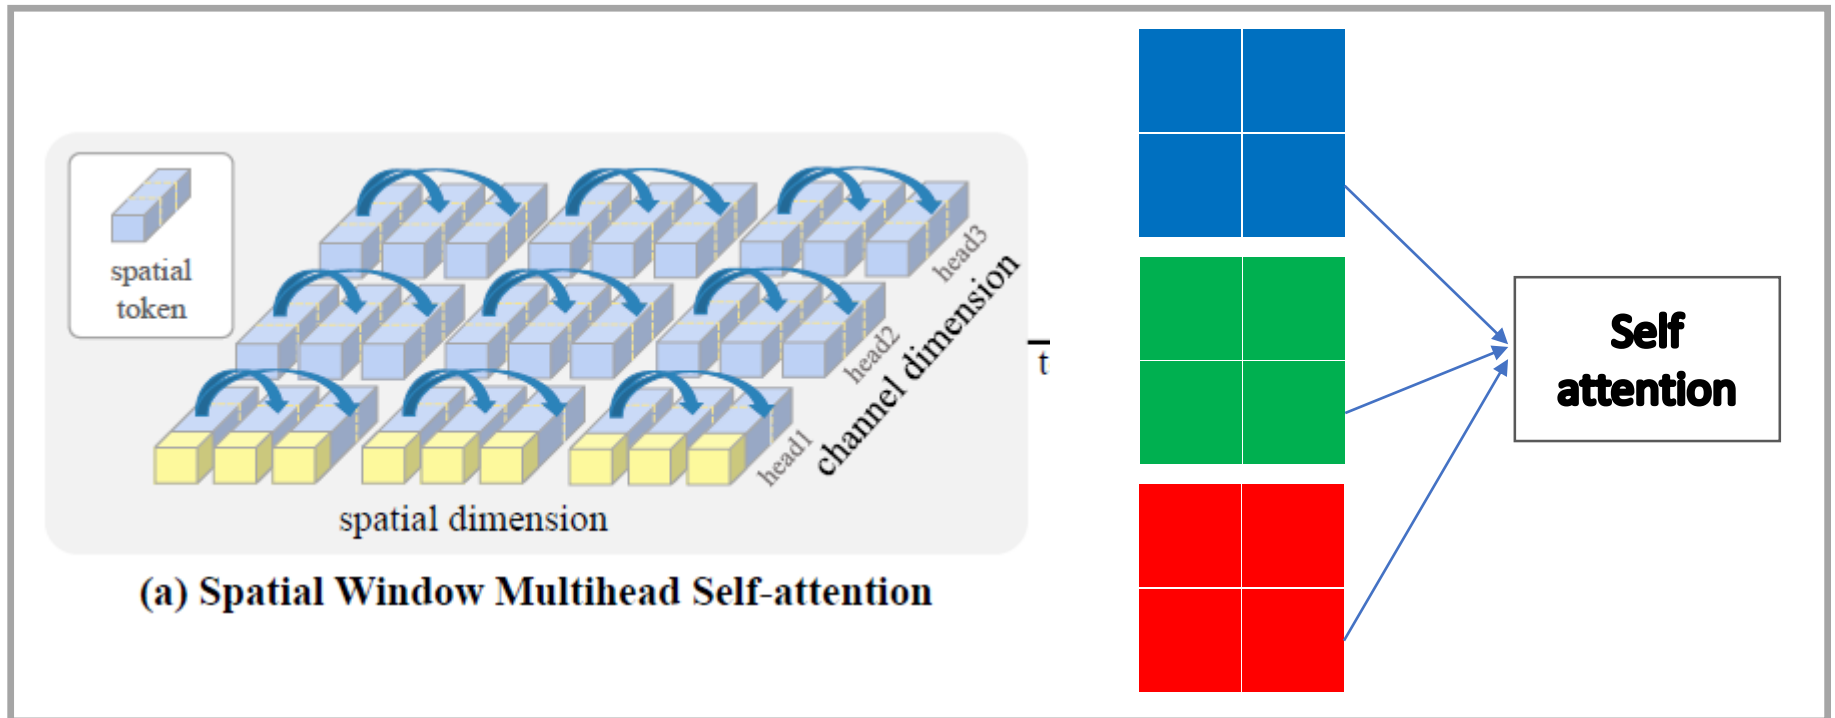 spatial
token
head3
head2
head1
channel dimension
spatial dimension
(a) Spatial Window Multihead Self-attention
t
Self
attention